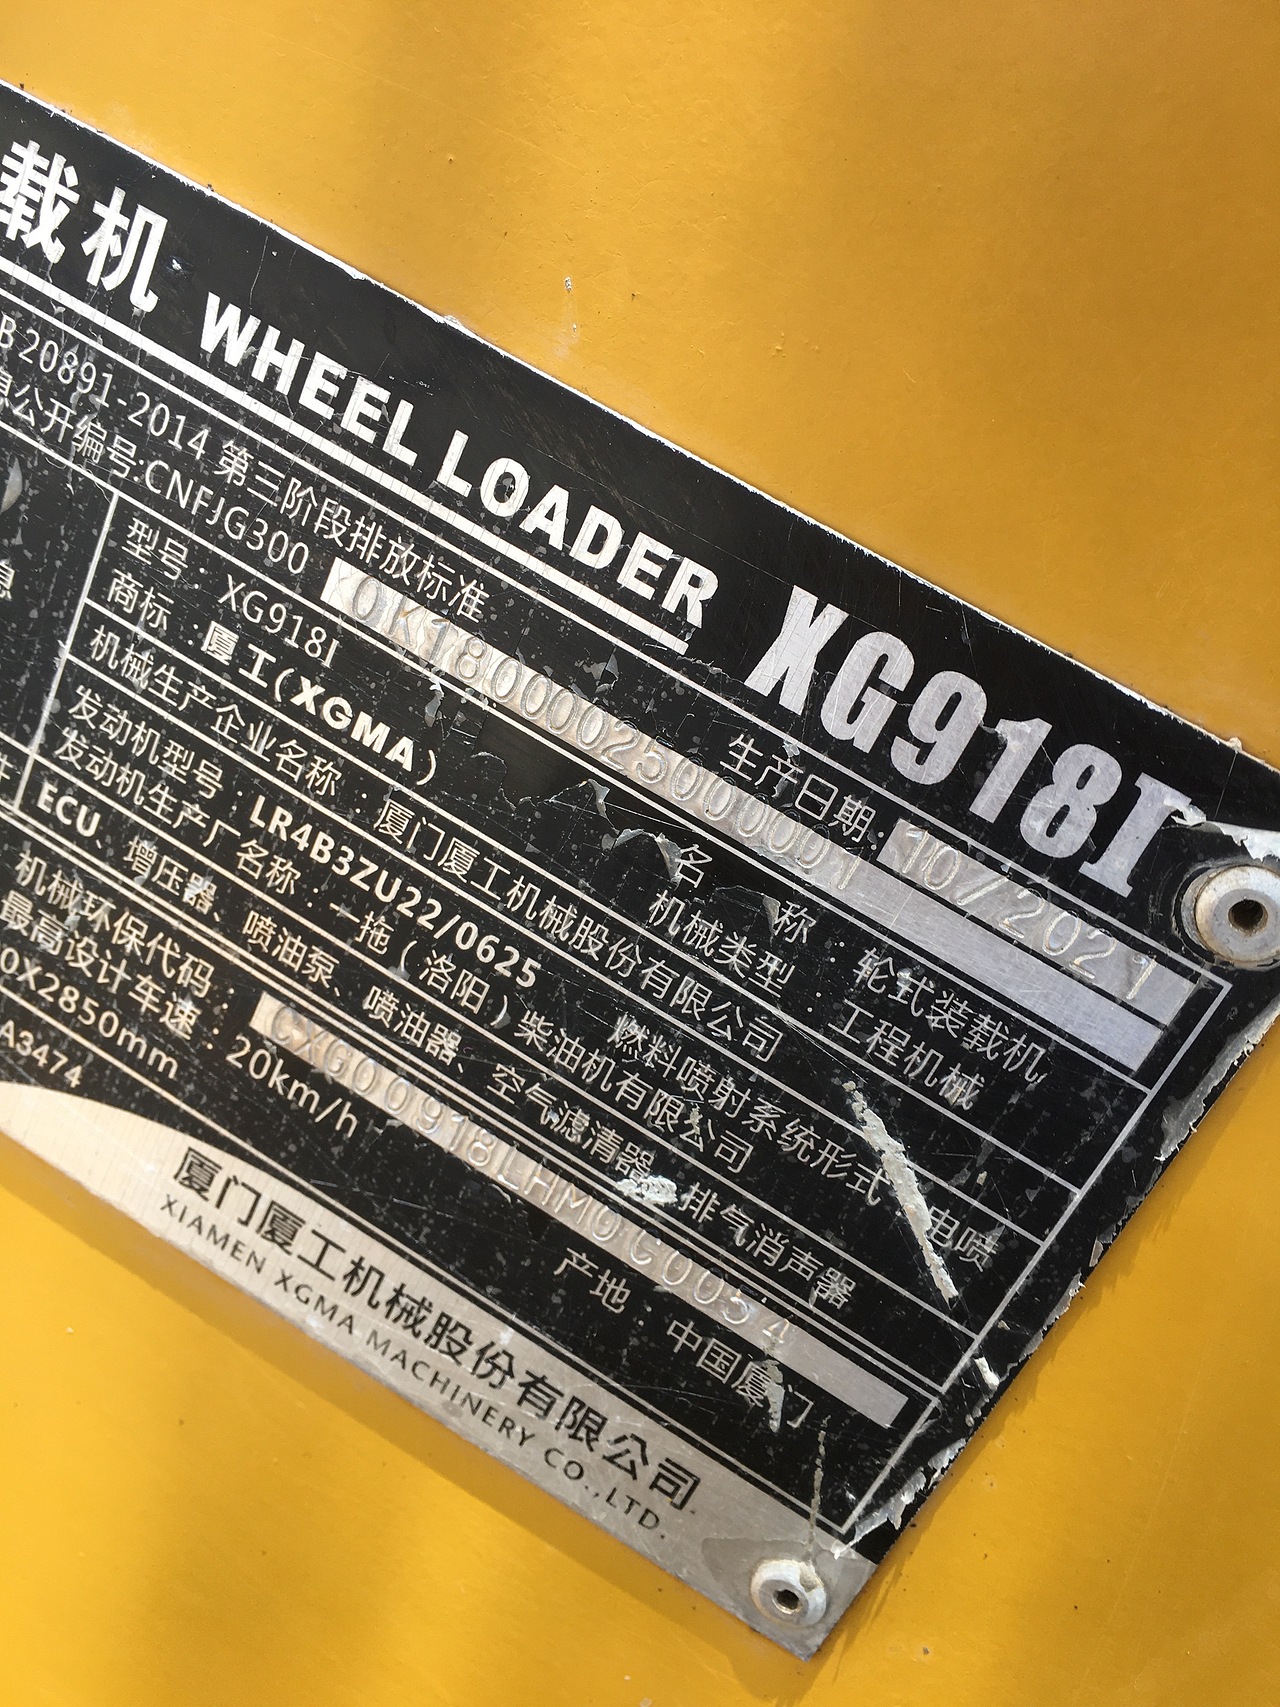 载机 WHEEL LOADER XG918I
B 20891-2014 第三阶段排放标准 生产日期: 10/2021
息公开编号:CNFJG300 0K180000250000091
息
型号: XG918I 名 称: 轮式装载机
商标: 厦工(XGMA) 机械类型: 工程机械
机械生产企业名称: 厦门厦工机械股份有限公司
发动机型号: LR4B3ZU22/0625 燃料喷射系统形式: 电喷
发动机生产厂名称: 一拖(洛阳)柴油机有限公司
件 ECU、增压器、喷油泵、喷油器、空气滤清器、排气消声器
机械环保代码: CXG00918LHM0C0054
最高设计车速: 20km/h 产地: 中国厦门
0X2850mm
A3474
厦门厦工机械股份有限公司
XIAMEN XGMA MACHINERY CO.,LTD.